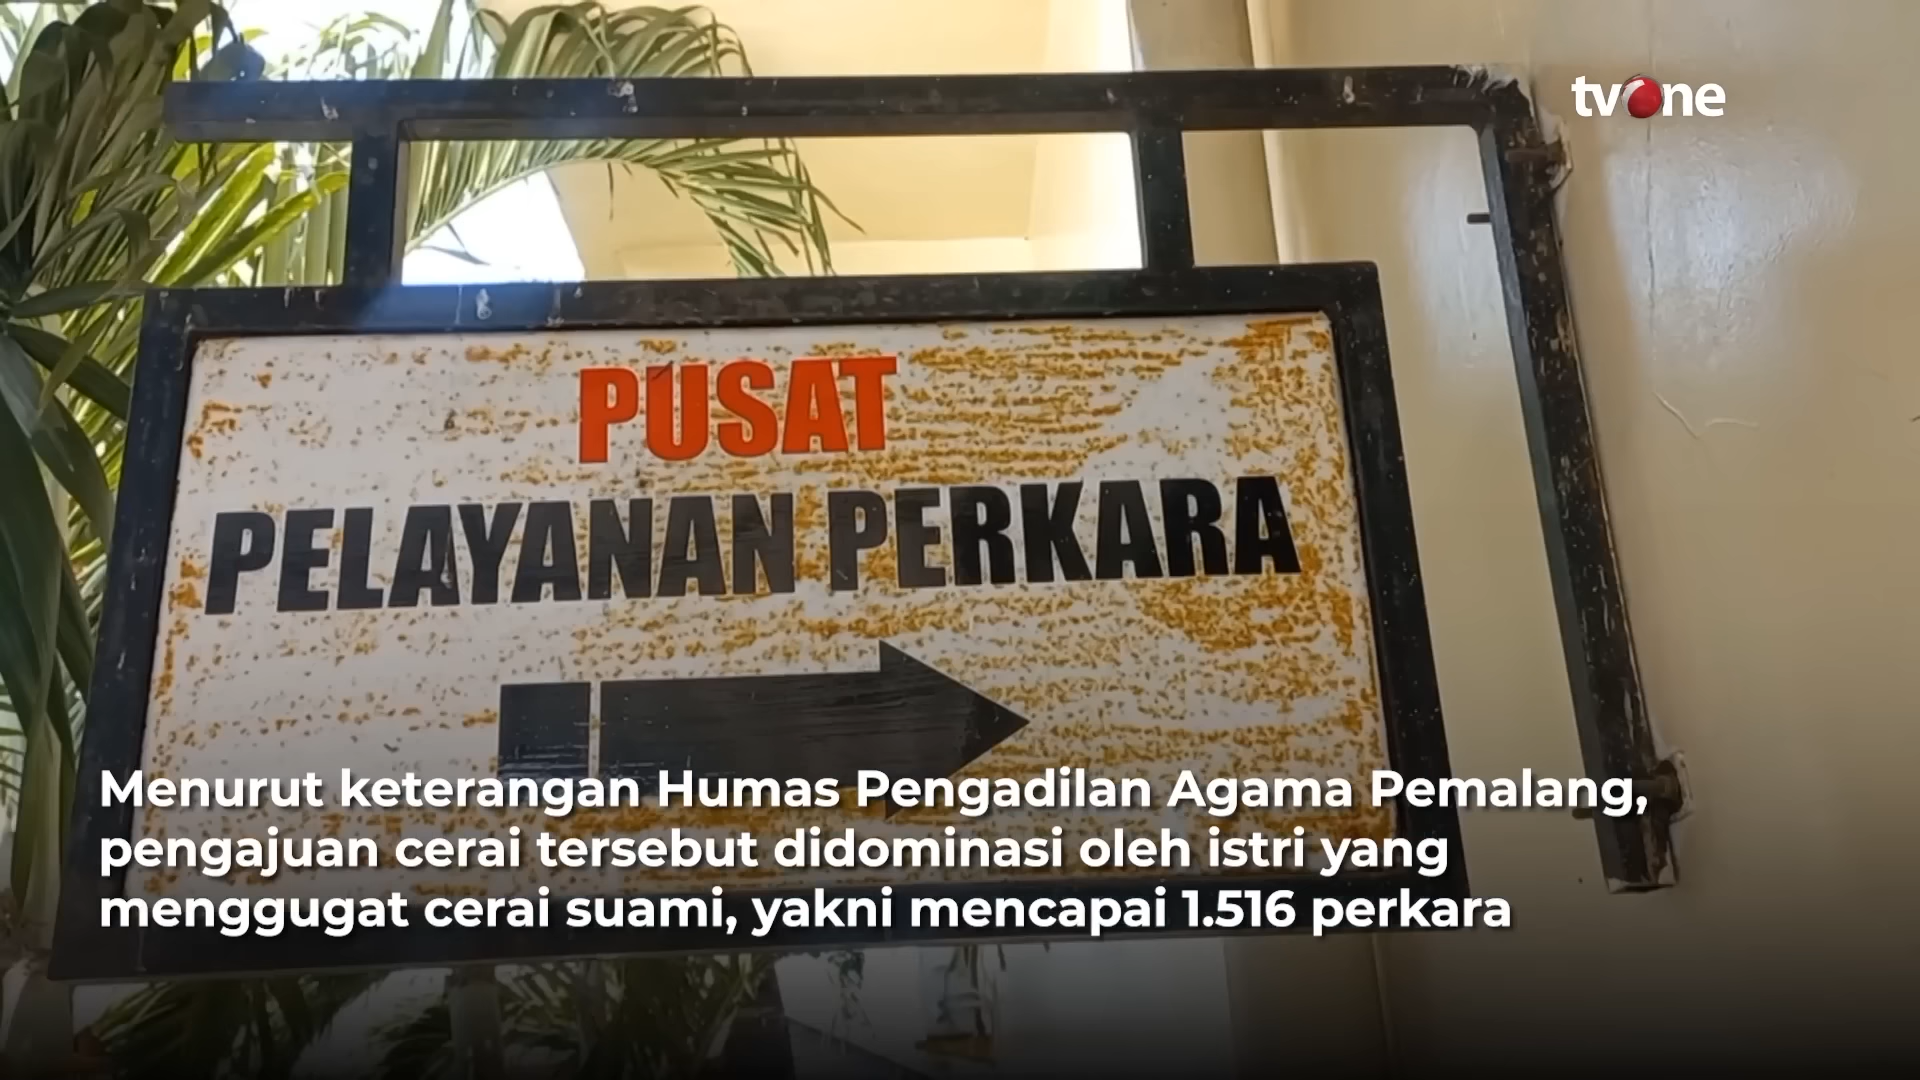 tvOne
PUSAT
PELAYANAN PERKARA
Menurut keterangan Humas Pengadilan Agama Pemalang,
pengajuan cerai tersebut didominasi oleh istri yang
menggugat cerai suami, yakni mencapai 1.516 perkara